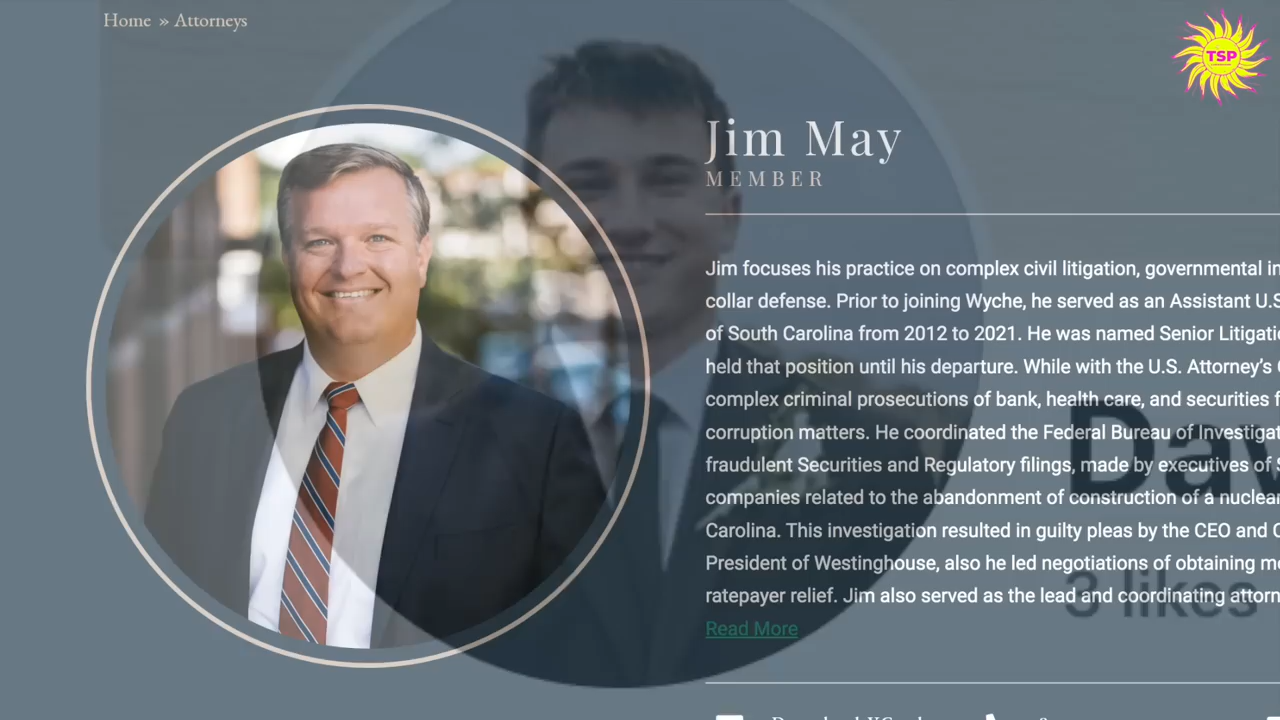 Home » Attorneys
TSP
Jim May
MEMBER
Jim focuses his practice on complex civil litigation, governmental in
collar defense. Prior to joining Wyche, he served as an Assistant U.S
of South Carolina from 2012 to 2021. He was named Senior Litigati
held that position until his departure. While with the U.S. Attorney's
complex criminal prosecutions of bank, health care, and securities f
corruption matters. He coordinated the Federal Bureau of Investigat
fraudulent Securities and Regulatory filings, made by executives of S
companies related to the abandonment of construction of a nuclear
Carolina. This investigation resulted in guilty pleas by the CEO and C
President of Westinghouse, also he led negotiations of obtaining m
ratepayer relief. Jim also served as the lead and coordinating attorn
Dav
3 likes
Read More